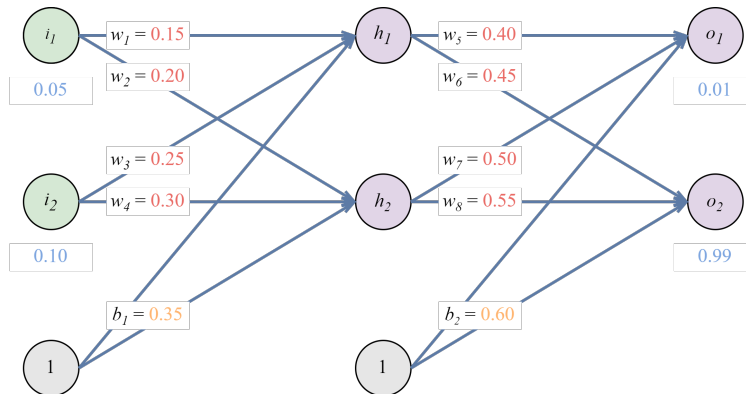 i1 w1 = 0.15 h1 w5 = 0.40 o1
w2 = 0.20 w6 = 0.45
0.05 0.01
w3 = 0.25 w7 = 0.50
i2 w4 = 0.30 h2 w8 = 0.55 o2
0.10 0.99
b1 = 0.35 b2 = 0.60
1 1